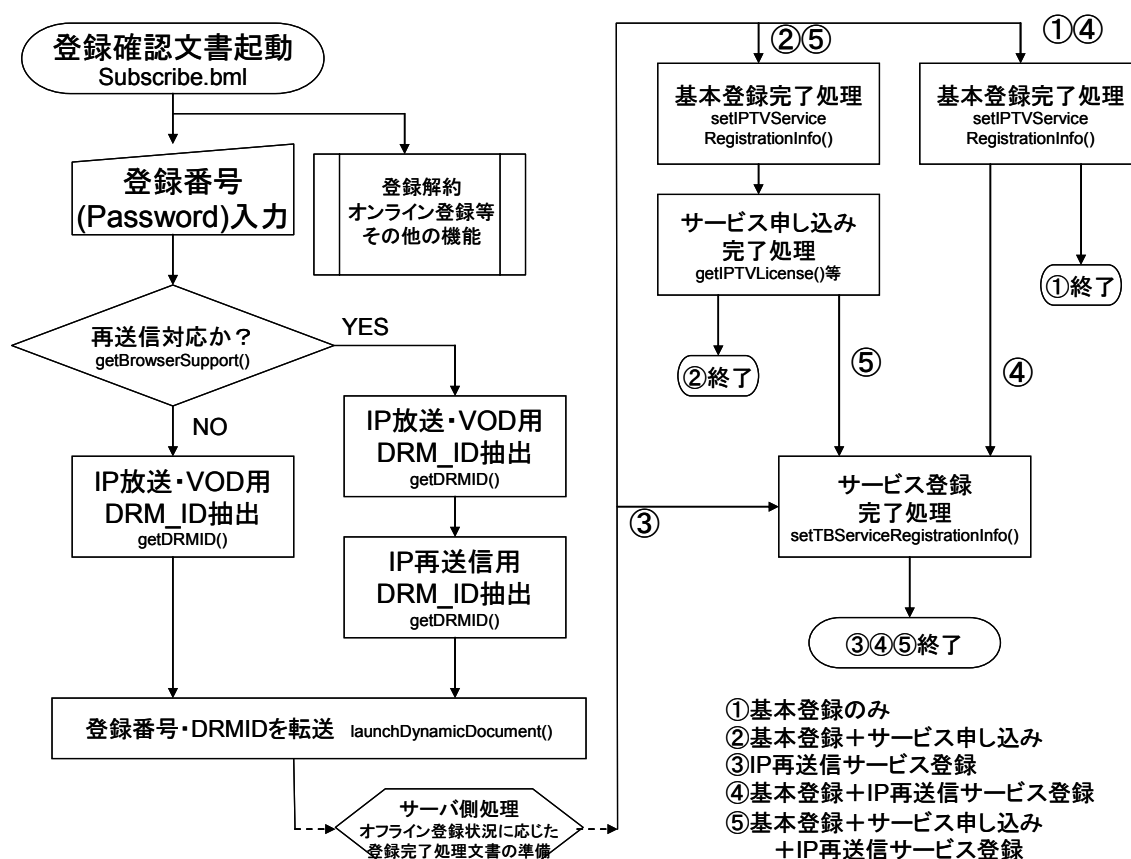 登録確認文書起動
Subscribe.bml
登録番号
(Password)入力
登録解約
オンライン登録等
その他の機能
再送信対応か?
getBrowserSupport()
YES
NO
IP放送・VOD用
DRM_ID抽出
getDRMID()
IP放送・VOD用
DRM_ID抽出
getDRMID()
IP再送信用
DRM_ID抽出
getDRMID()
登録番号・DRMIDを転送 launchDynamicDocument()
サーバ側処理
オフライン登録状況に応じた
登録完了処理文書の準備
②⑤
①④
基本登録完了処理
setIPTVService
RegistrationInfo()
基本登録完了処理
setIPTVService
RegistrationInfo()
サービス申し込み
完了処理
getIPTVLicense()等
①終了
②終了
⑤
④
③
サービス登録
完了処理
setTBServiceRegistrationInfo()
③④⑤終了
①基本登録のみ
②基本登録+サービス申し込み
③IP再送信サービス登録
④基本登録+IP再送信サービス登録
⑤基本登録+サービス申し込み
+IP再送信サービス登録